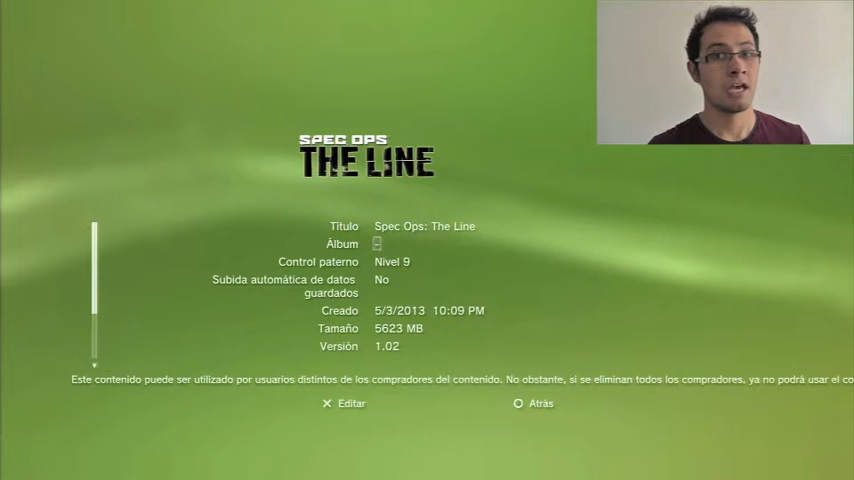 SPEC OPS
THE LINE
Título Spec Ops: The Line
Álbum -
Control paterno Nivel 9
Subida automática de datos guardados No
Creado 5/3/2013 10:09 PM
Tamaño 5623 MB
Versión 1.02
Este contenido puede ser utilizado por usuarios distintos de los compradores del contenido. No obstante, si se eliminan todos los compradores, ya no podrá usar el co
X Editar
O Atrás